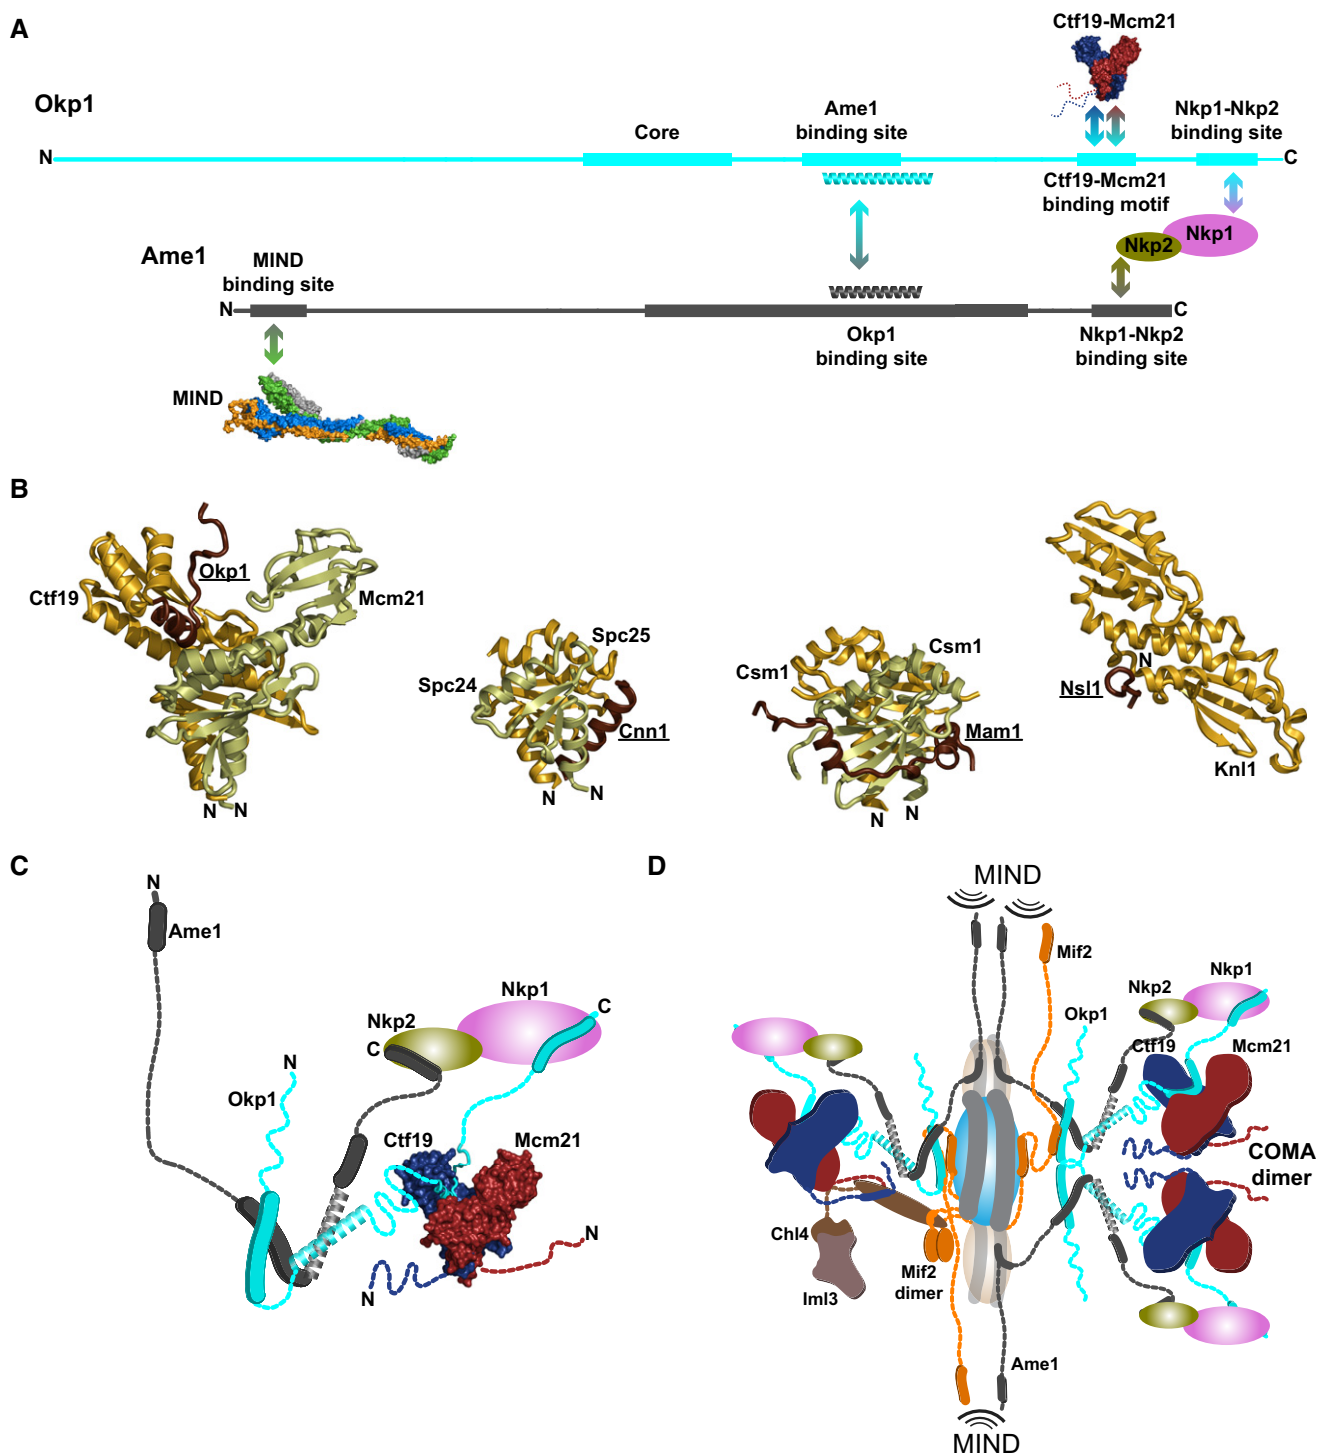 A
Ctf19-Mcm21
Okp1
Core
Ame1
binding site
Nkp1-Nkp2
binding site
N
C
Ctf19-Mcm21
binding motif
Nkp1
Nkp2
Ame1
MIND
binding site
N
C
Okp1
binding site
Nkp1-Nkp2
binding site
MIND
B
Okp1
Ctf19
Mcm21
N N
Spc25
Spc24
Cnn1
N N
Csm1
Csm1
Mam1
N N
N
Nsl1
Knl1
C
N
Ame1
Nkp1
Nkp2
C
C
N
Okp1
Ctf19
Mcm21
N
N
D
MIND
Mif2
Nkp1
Nkp2
Okp1
Ctf19
Mcm21
COMA
dimer
Chl4
Mif2
dimer
Iml3
Ame1
MIND